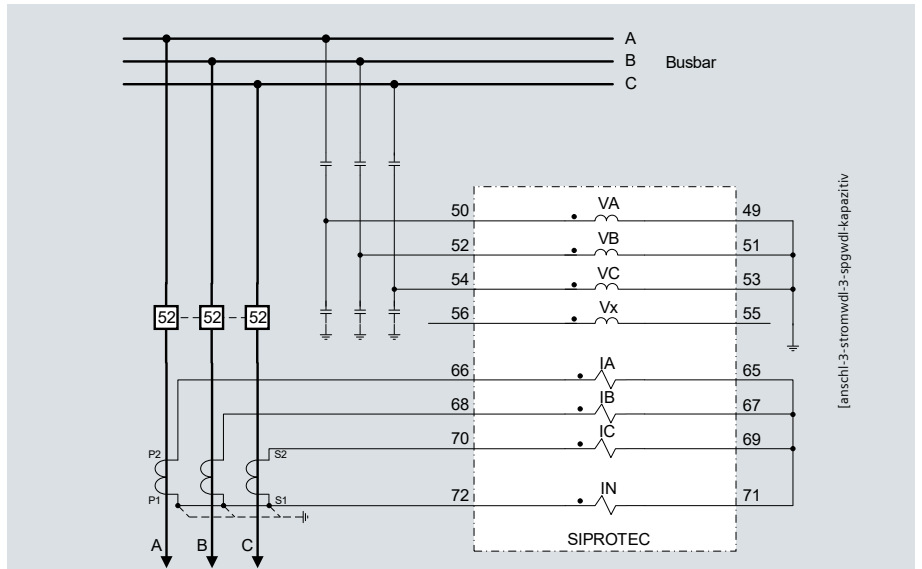 A
B
Busbar
C
VA
50
49
VB
52
51
VC
54
53
Vx
56
55
52
52
52
IA
66
65
IB
68
67
IC
70
69
P2
S2
P1
S1
IN
72
71
SIPROTEC
A
B
C
[anschl-3-stromwdl-3-spgwdl-kapazitiv